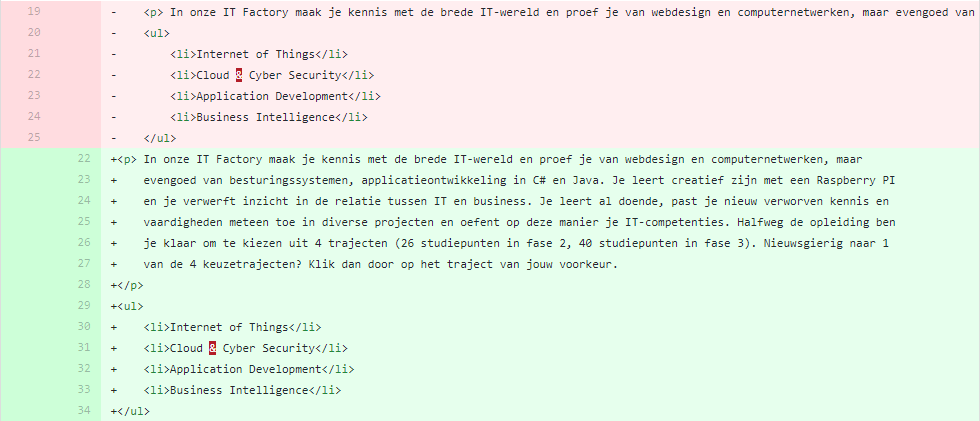 19 - <p> In onze IT Factory maak je kennis met de brede IT-wereld en proef je van webdesign en computernetwerken, maar evengoed van
20 - <ul>
21 - <li>Internet of Things</li>
22 - <li>Cloud & Cyber Security</li>
23 - <li>Application Development</li>
24 - <li>Business Intelligence</li>
25 - </ul>
22 +<p> In onze IT Factory maak je kennis met de brede IT-wereld en proef je van webdesign en computernetwerken, maar
23 + evengoed van besturingssystemen, applicatieontwikkeling in C# en Java. Je leert creatief zijn met een Raspberry PI
24 + en je verwerft inzicht in de relatie tussen IT en business. Je leert al doende, past je nieuw verworven kennis en
25 + vaardigheden meteen toe in diverse projecten en oefent op deze manier je IT-competenties. Halfweg de opleiding ben
26 + je klaar om te kiezen uit 4 trajecten (26 studiepunten in fase 2, 40 studiepunten in fase 3). Nieuwsgierig naar 1
27 + van de 4 keuzetrajecten? Klik dan door op het traject van jouw voorkeur.
28 +</p>
29 +<ul>
30 + <li>Internet of Things</li>
31 + <li>Cloud & Cyber Security</li>
32 + <li>Application Development</li>
33 + <li>Business Intelligence</li>
34 +</ul>